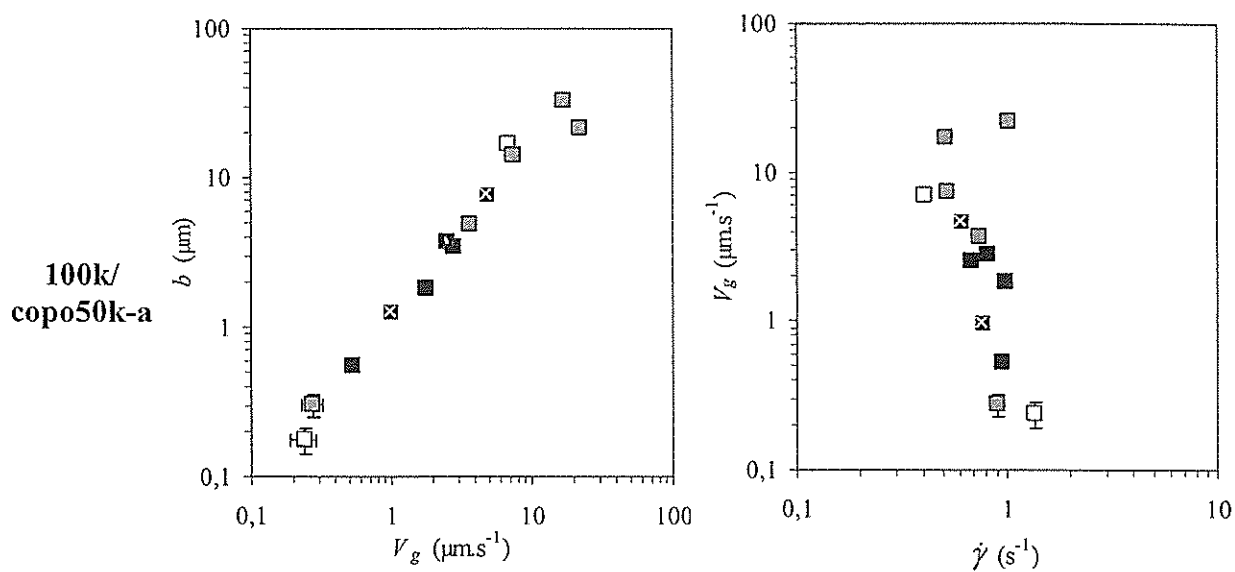 100k/
copo50k-a
100
10
1
0,1
b (µm)
0,1 1 10 100
V_g (µm.s⁻¹)
100
10
1
0,1
V_g (µm.s⁻¹)
0,1 1 10
γ̇ (s⁻¹)